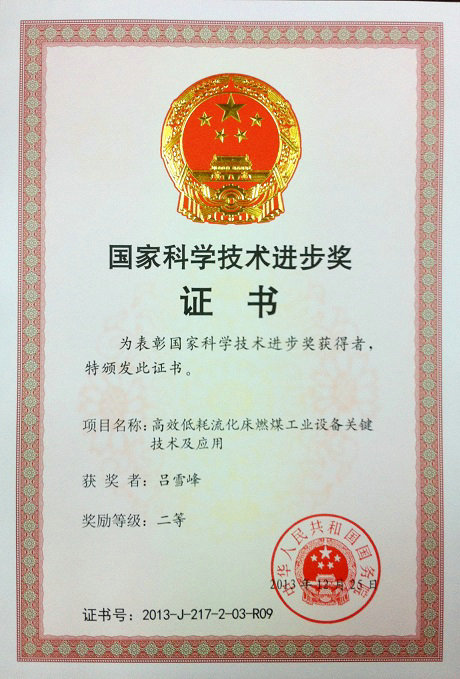 国家科学技术进步奖
证书
为表彰国家科学技术进步奖获得者，
特颁发此证书。
项目名称：高效低耗流化床燃煤工业设备关键
技术及应用
获奖者：吕雪峰
奖励等级：二等
中华人民共和国国务院
2013年12月25日
证书号：2013-J-217-2-03-R09